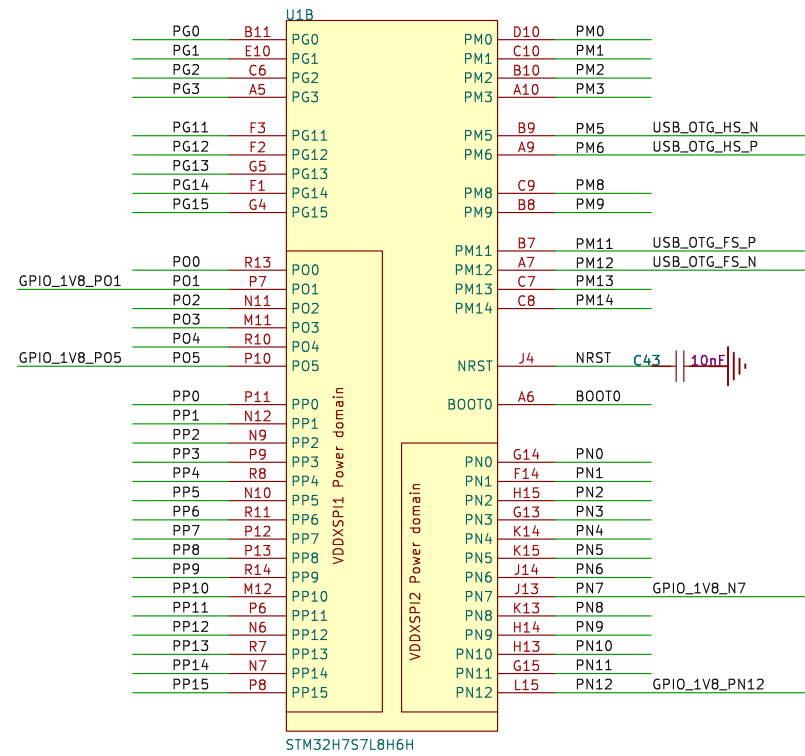 U1B
PG0 B11 PG0 PM0 D10 PM0
PG1 E10 PG1 PM1 C10 PM1
PG2 C6 PG2 PM2 B10 PM2
PG3 A5 PG3 PM3 A10 PM3
PG11 F3 PG11 PM5 B9 PM5 USB_OTG_HS_N
PG12 F2 PG12 PM6 A9 PM6 USB_OTG_HS_P
PG13 G5 PG13
PG14 F1 PG14 PM8 C9 PM8
PG15 G4 PG15 PM9 B8 PM9
PM11 B7 PM11 USB_OTG_FS_P
PO0 R13 PO0 PM12 A7 PM12 USB_OTG_FS_N
GPIO_1V8_PO1 PO1 P7 PO1 PM13 C7 PM13
PO2 N11 PO2 PM14 C8 PM14
PO3 M11 PO3
PO4 R10 PO4
GPIO_1V8_PO5 PO5 P10 PO5 NRST J4 NRST C43 10nF
PP0 P11 PP0 BOOT0 A6 BOOT0
PP1 N12 PP1
PP2 N9 PP2
PP3 P9 PP3 PN0 G14 PN0
PP4 R8 PP4 PN1 F14 PN1
PP5 N10 PP5 PN2 H15 PN2
PP6 R11 PP6 PN3 G13 PN3
PP7 P12 PP7 PN4 K14 PN4
PP8 P13 PP8 PN5 K15 PN5
PP9 R14 PP9 PN6 J14 PN6
PP10 M12 PP10 PN7 J13 PN7 GPIO_1V8_N7
PP11 P6 PP11 PN8 K13 PN8
PP12 N6 PP12 PN9 H14 PN9
PP13 R7 PP13 PN10 H13 PN10
PP14 N7 PP14 PN11 G15 PN11
PP15 P8 PP15 PN12 L15 PN12 GPIO_1V8_PN12
VDDXSPI1 Power domain
VDDXSPI2 Power domain
STM32H7S7L8H6H